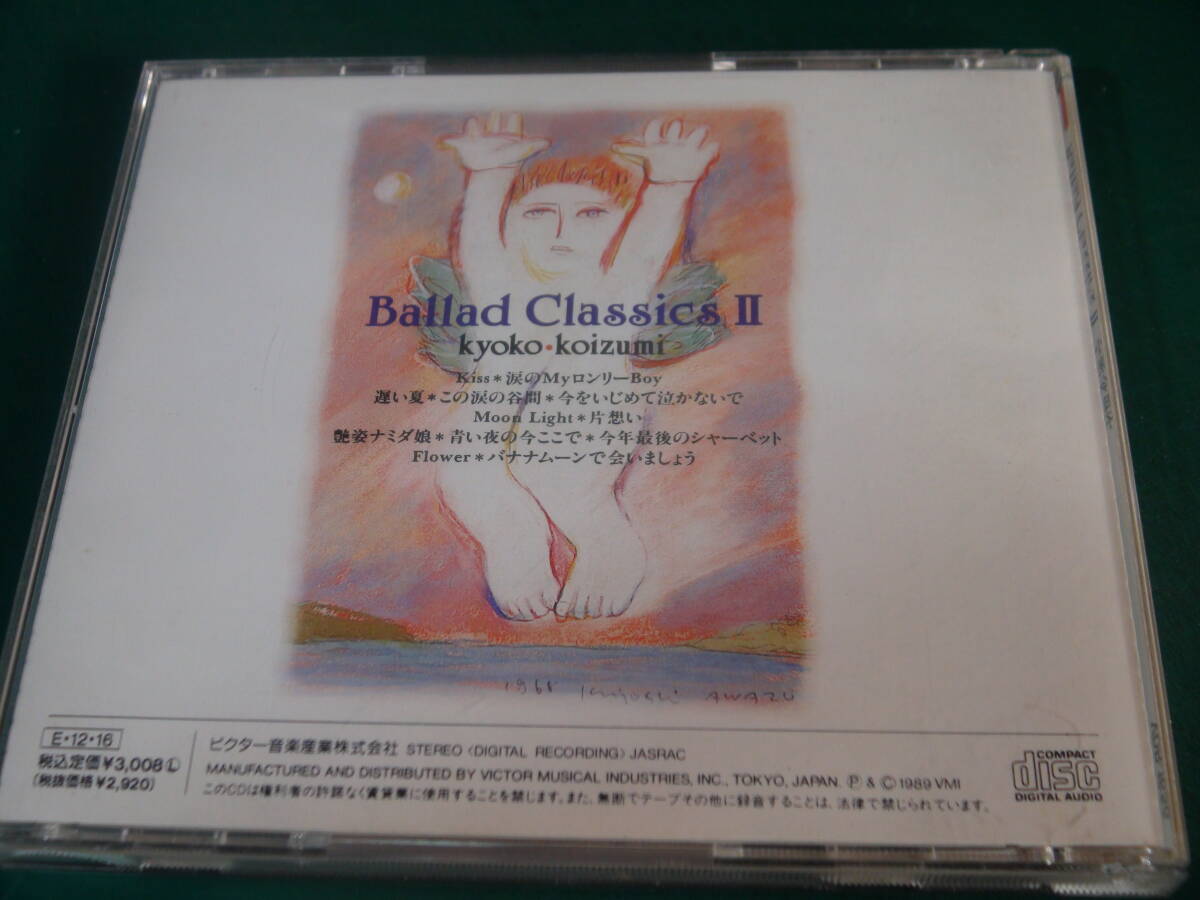 Ballad Classics II
kyoko・koizumi
Kiss＊涙のMyロンリーBoy
遅い夏＊この涙の谷間＊今をいじめて泣かないで
Moon Light＊片想い
艶姿ナミダ娘＊青い夜の今ここで＊今年最後のシャーベット
Flower＊バナナムーンで会いましょう
AWAZU
E・12・16
税込定価¥3,008Ⓛ
(税抜価格¥2,920)
ビクター音楽産業株式会社 STEREO〈DIGITAL RECORDING〉JASRAC
MANUFACTURED AND DISTRIBUTED BY VICTOR MUSICAL INDUSTRIES, INC., TOKYO, JAPAN. Ⓟ & Ⓒ 1989 VMI
このCDは権利者の許諾なく賃貸業に使用することを禁じます。また、無断でテープその他に録音することは、法律で禁じられています。
COMPACT
disc
DIGITAL AUDIO